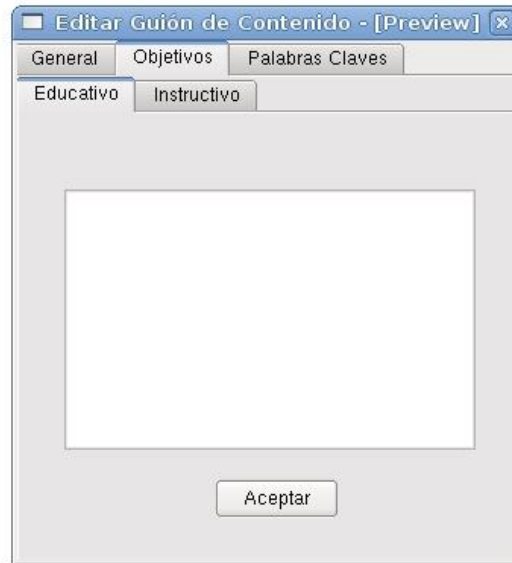 Editar Guión de Contenido - [Preview]
General Objetivos Palabras Claves
Educativo Instructivo
Aceptar